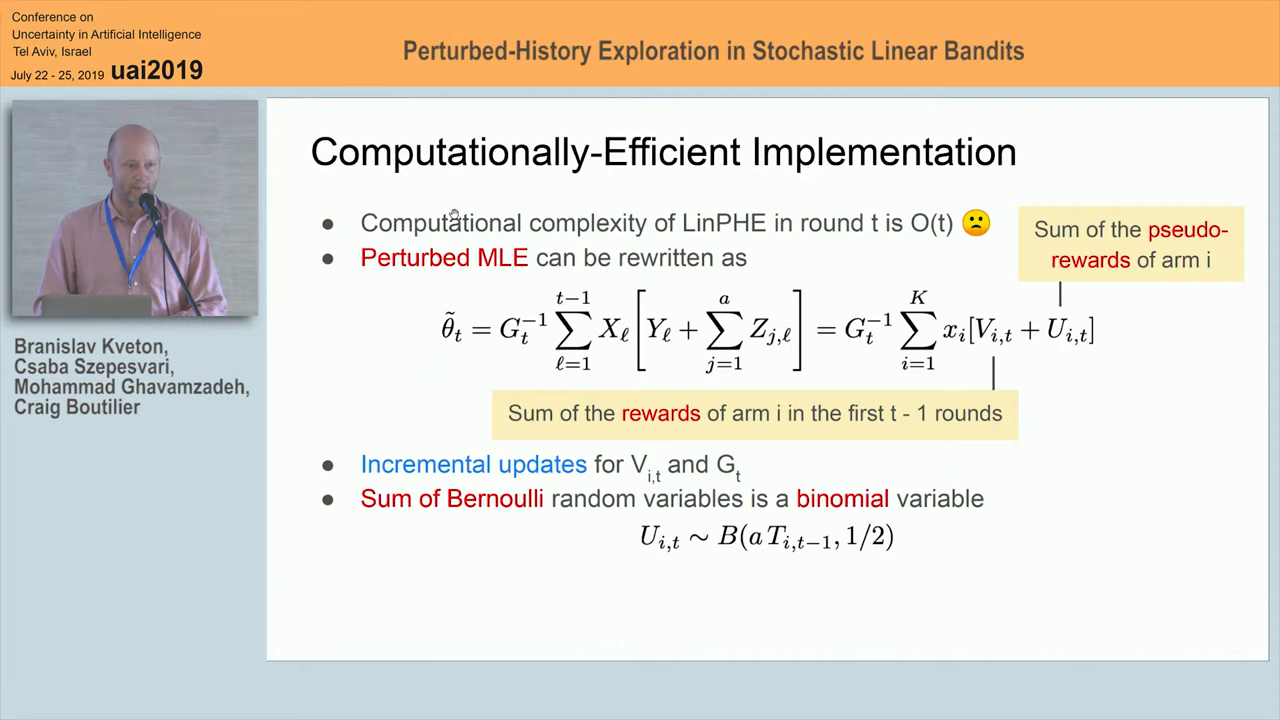 Conference on
Uncertainty in Artificial Intelligence
Tel Aviv, Israel
July 22 - 25, 2019 uai2019
Perturbed-History Exploration in Stochastic Linear Bandits
Branislav Kveton,
Csaba Szepesvari,
Mohammad Ghavamzadeh,
Craig Boutilier
Computationally-Efficient Implementation
● Computational complexity of LinPHE in round t is O(t) 🙁
Sum of the pseudo-
rewards of arm i
● Perturbed MLE can be rewritten as
θ̃_t = G_t^{-1} ∑_{ℓ=1}^{t−1} X_ℓ [ Y_ℓ + ∑_{j=1}^{a} Z_{j,ℓ} ] = G_t^{-1} ∑_{i=1}^{K} x_i [V_{i,t} + U_{i,t}]
Sum of the rewards of arm i in the first t - 1 rounds
● Incremental updates for V_{i,t} and G_t
● Sum of Bernoulli random variables is a binomial variable
U_{i,t} ∼ B(a T_{i,t−1}, 1/2)